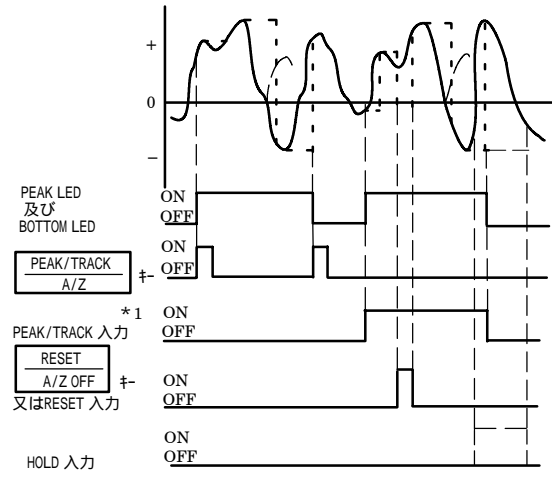 +
0
−
PEAK LED
及び
BOTTOM LED
ON
OFF
PEAK/TRACK
A/Z
キー
ON
OFF
*1
PEAK/TRACK 入力
ON
OFF
RESET
A/Z OFF
キー
又はRESET 入力
ON
OFF
HOLD 入力
ON
OFF